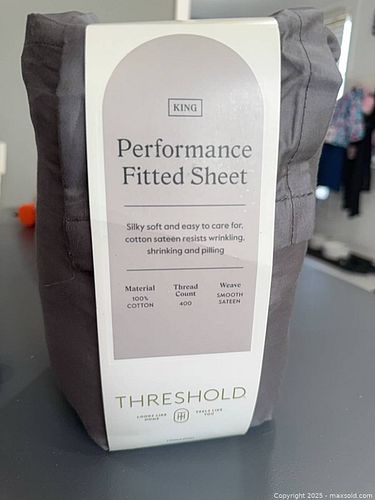 KING
Performance
Fitted Sheet
Silky soft and easy to care for,
cotton sateen resists wrinkling,
shrinking and pilling
Material Thread Count Weave
100% COTTON 400 SMOOTH SATEEN
THRESHOLD
LOOKS LIKE HOME FEELS LIKE YOU
Copyright 2025 - maxsold.com